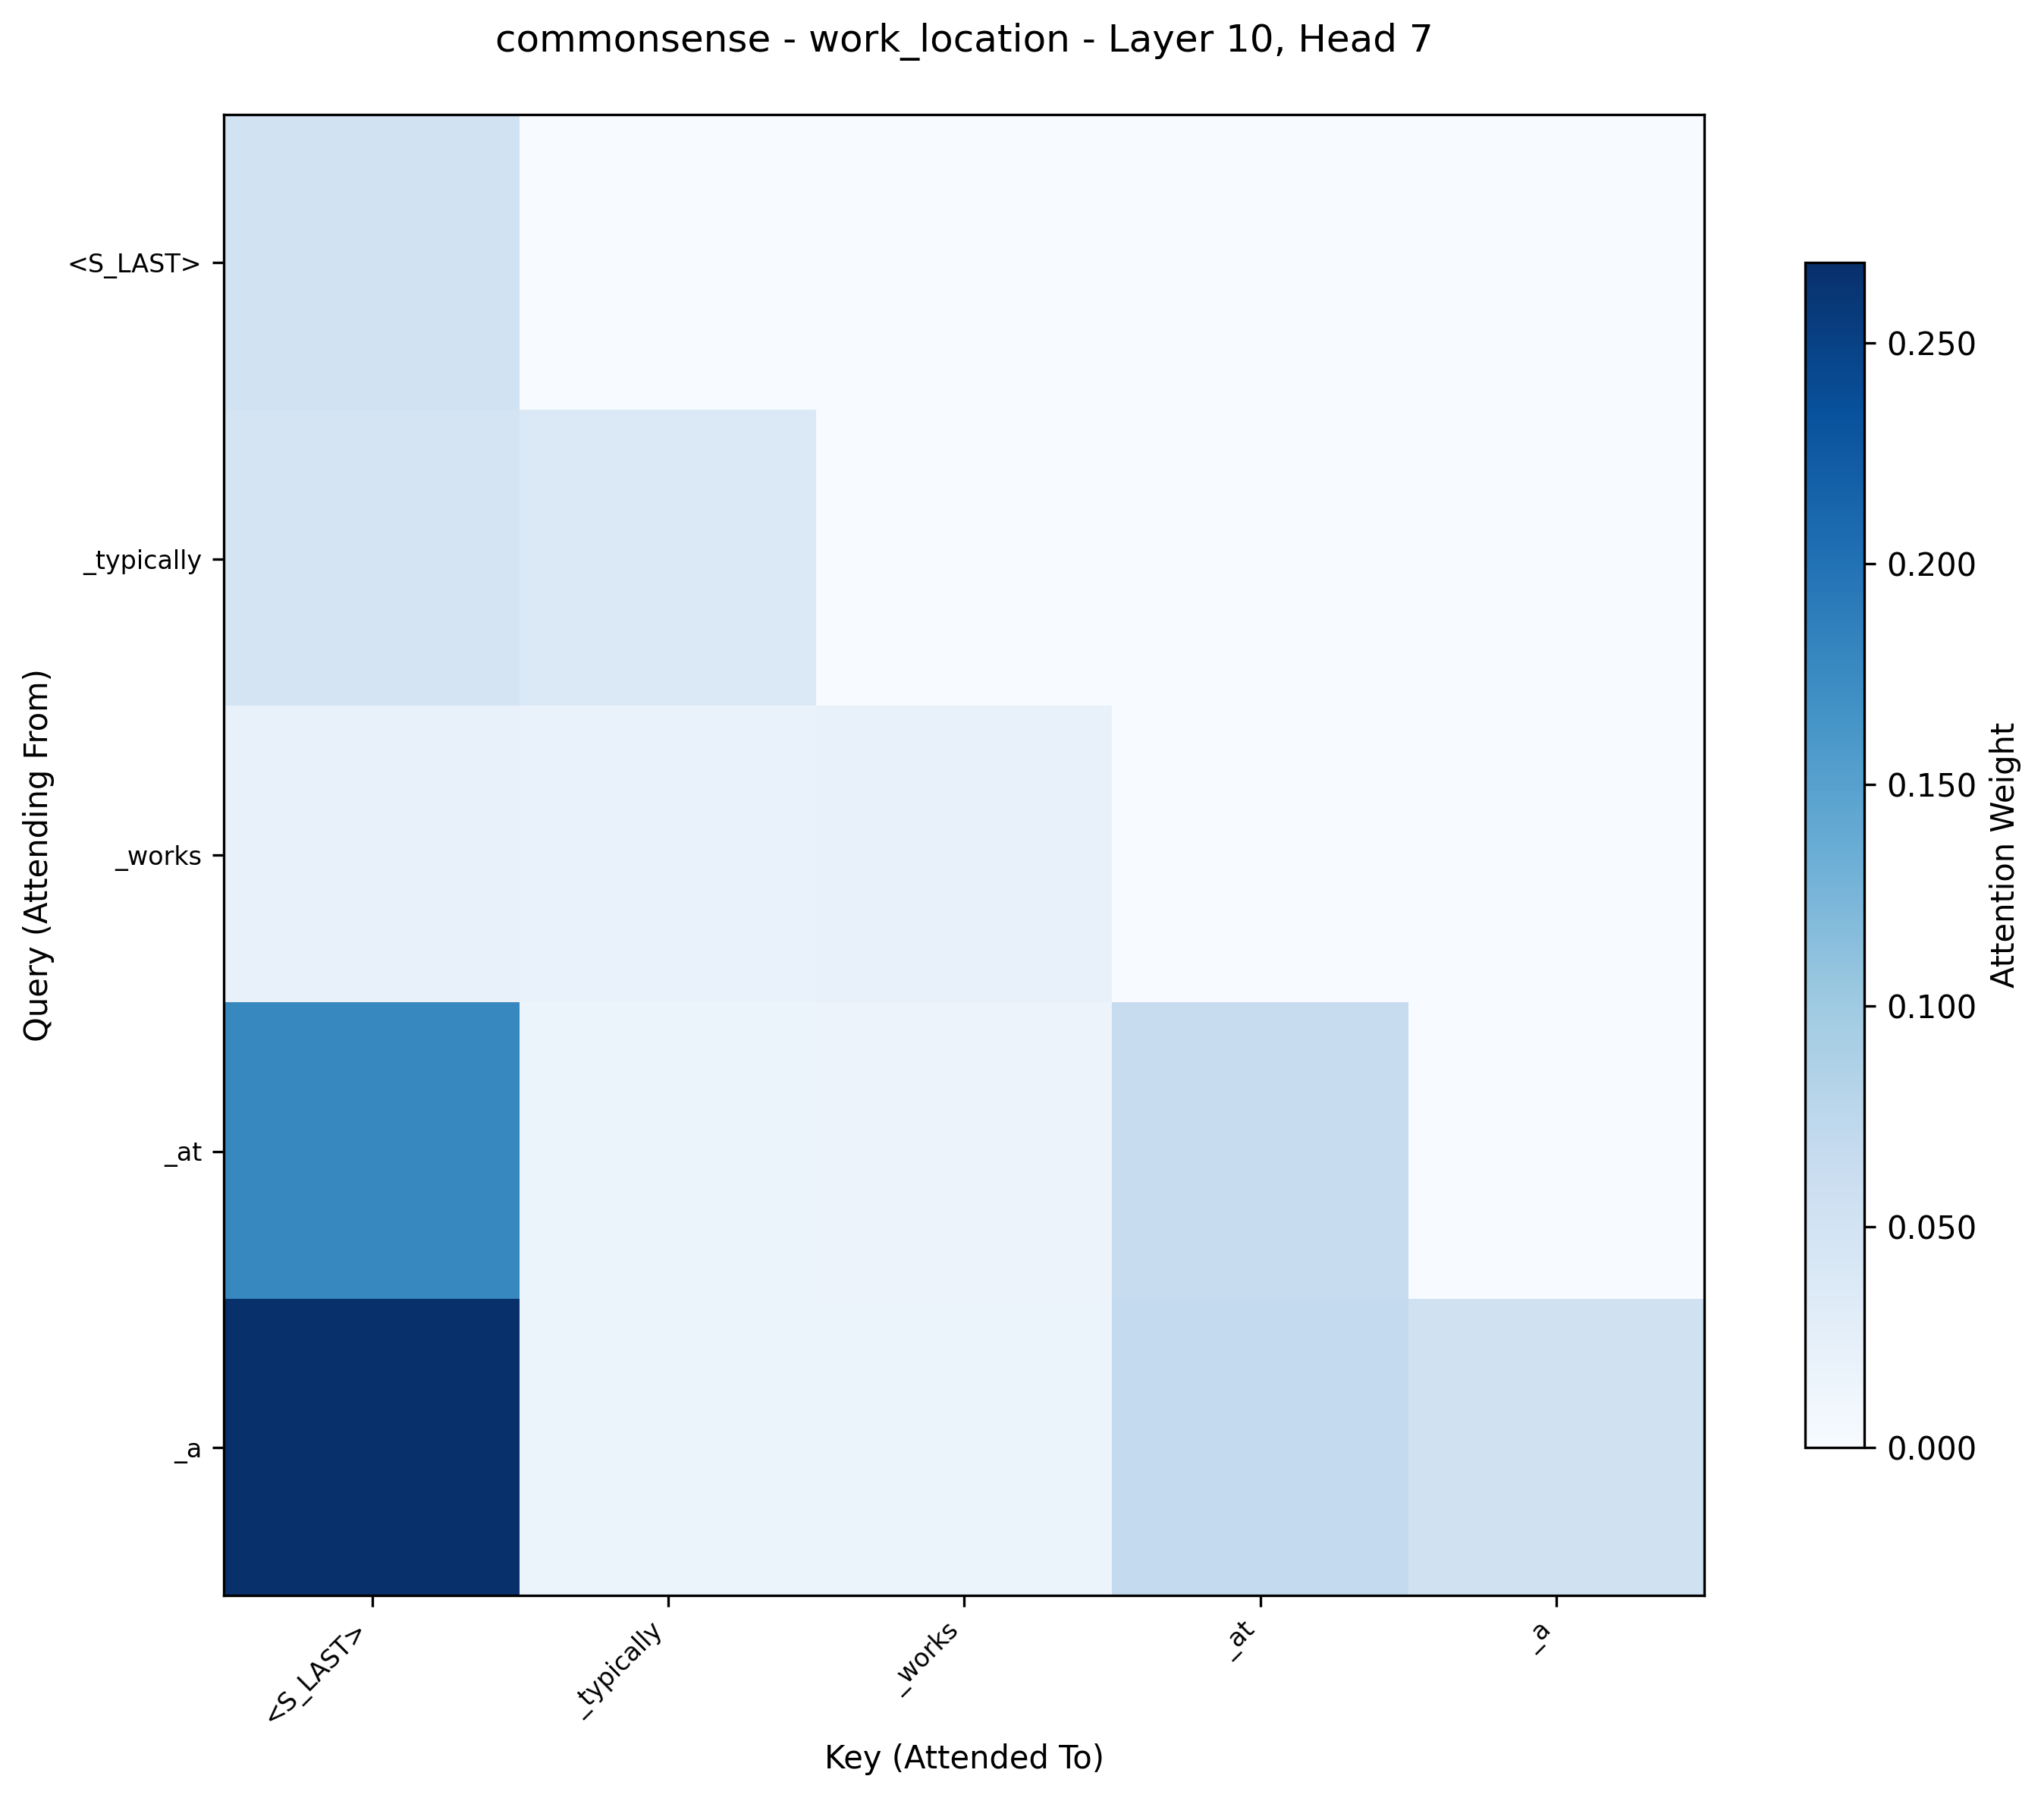 commonsense - work_location - Layer 10, Head 7
Query (Attending From)
<S_LAST>
_typically
_works
_at
_a
<S_LAST>
_typically
_works
_at
_a
Key (Attended To)
0.250
0.200
0.150
0.100
0.050
0.000
Attention Weight